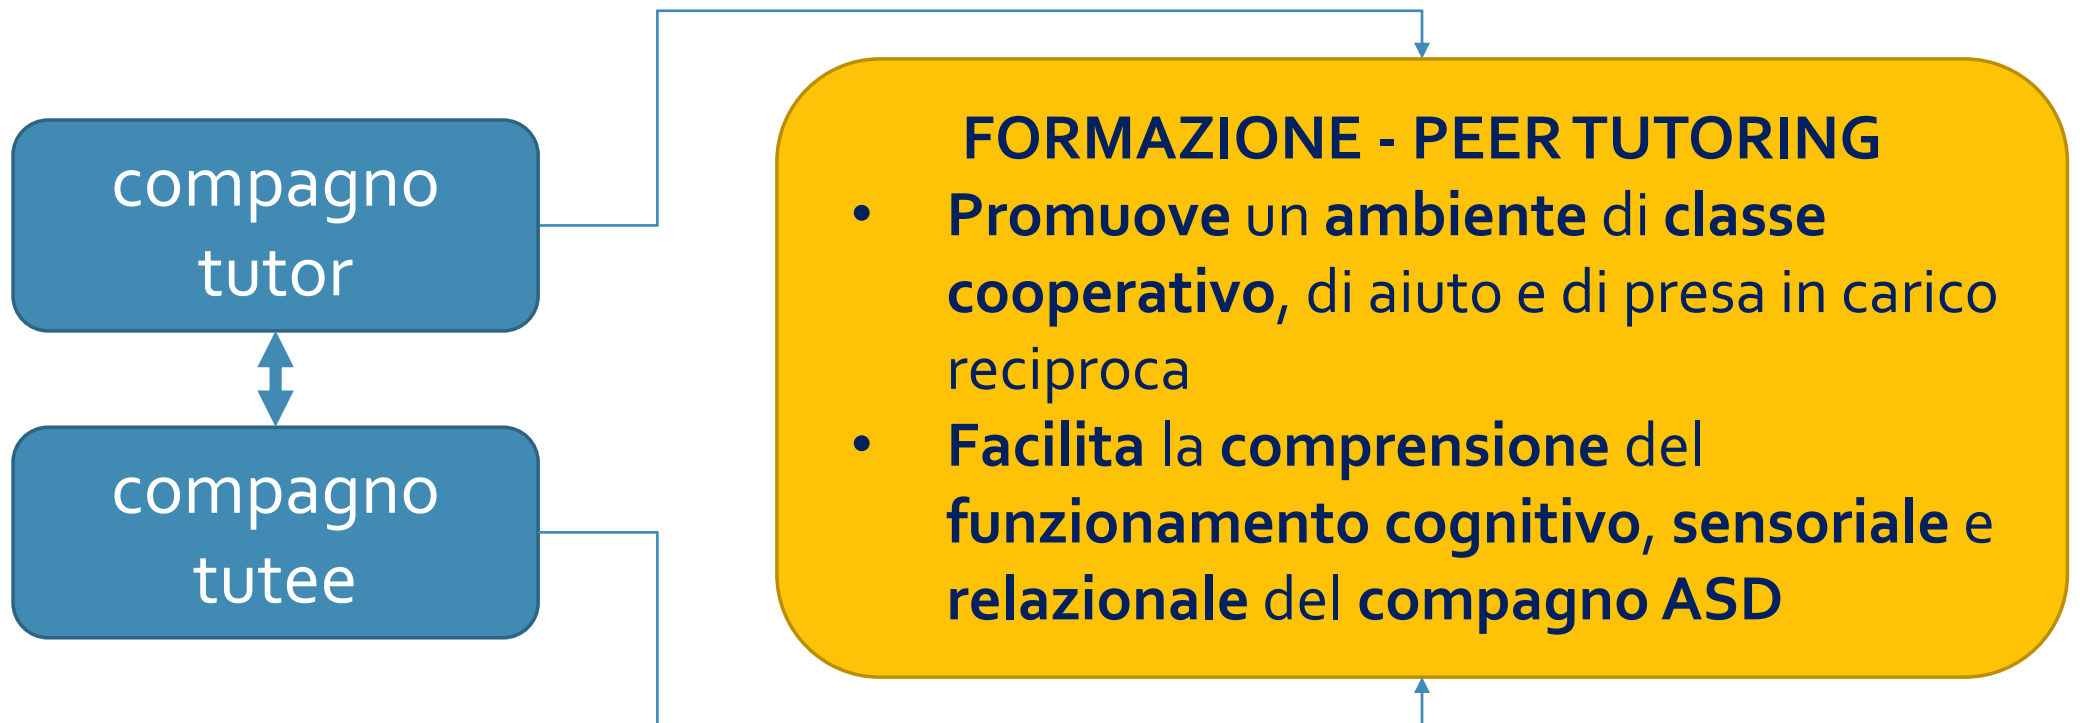 compagno
tutor
compagno
tutee
FORMAZIONE - PEER TUTORING
• Promuove un ambiente di classe
cooperativo, di aiuto e di presa in carico
reciproca
• Facilita la comprensione del
funzionamento cognitivo, sensoriale e
relazionale del compagno ASD